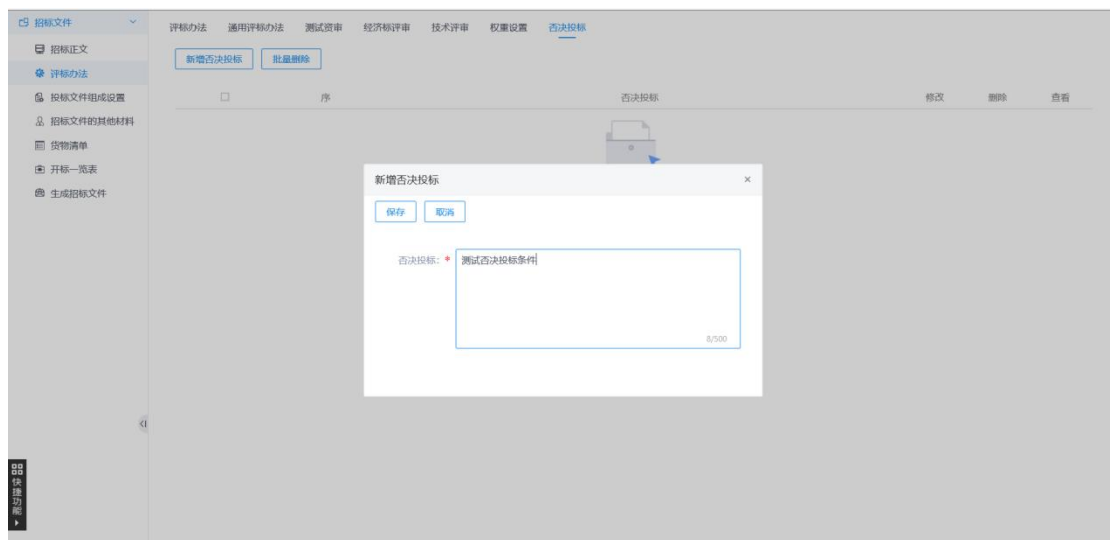 招标文件
评标办法 通用评标办法 测试资审 经济标评审 技术评审 权重设置 否决投标
招标正文
评标办法
投标文件组成设置
招标文件的其他材料
货物清单
开标一览表
生成招标文件
新增否决投标 批量删除
序 否决投标 修改 删除 查看
新增否决投标 ×
保存 取消
否决投标: * 测试否决投标条件
8/500
快捷功能